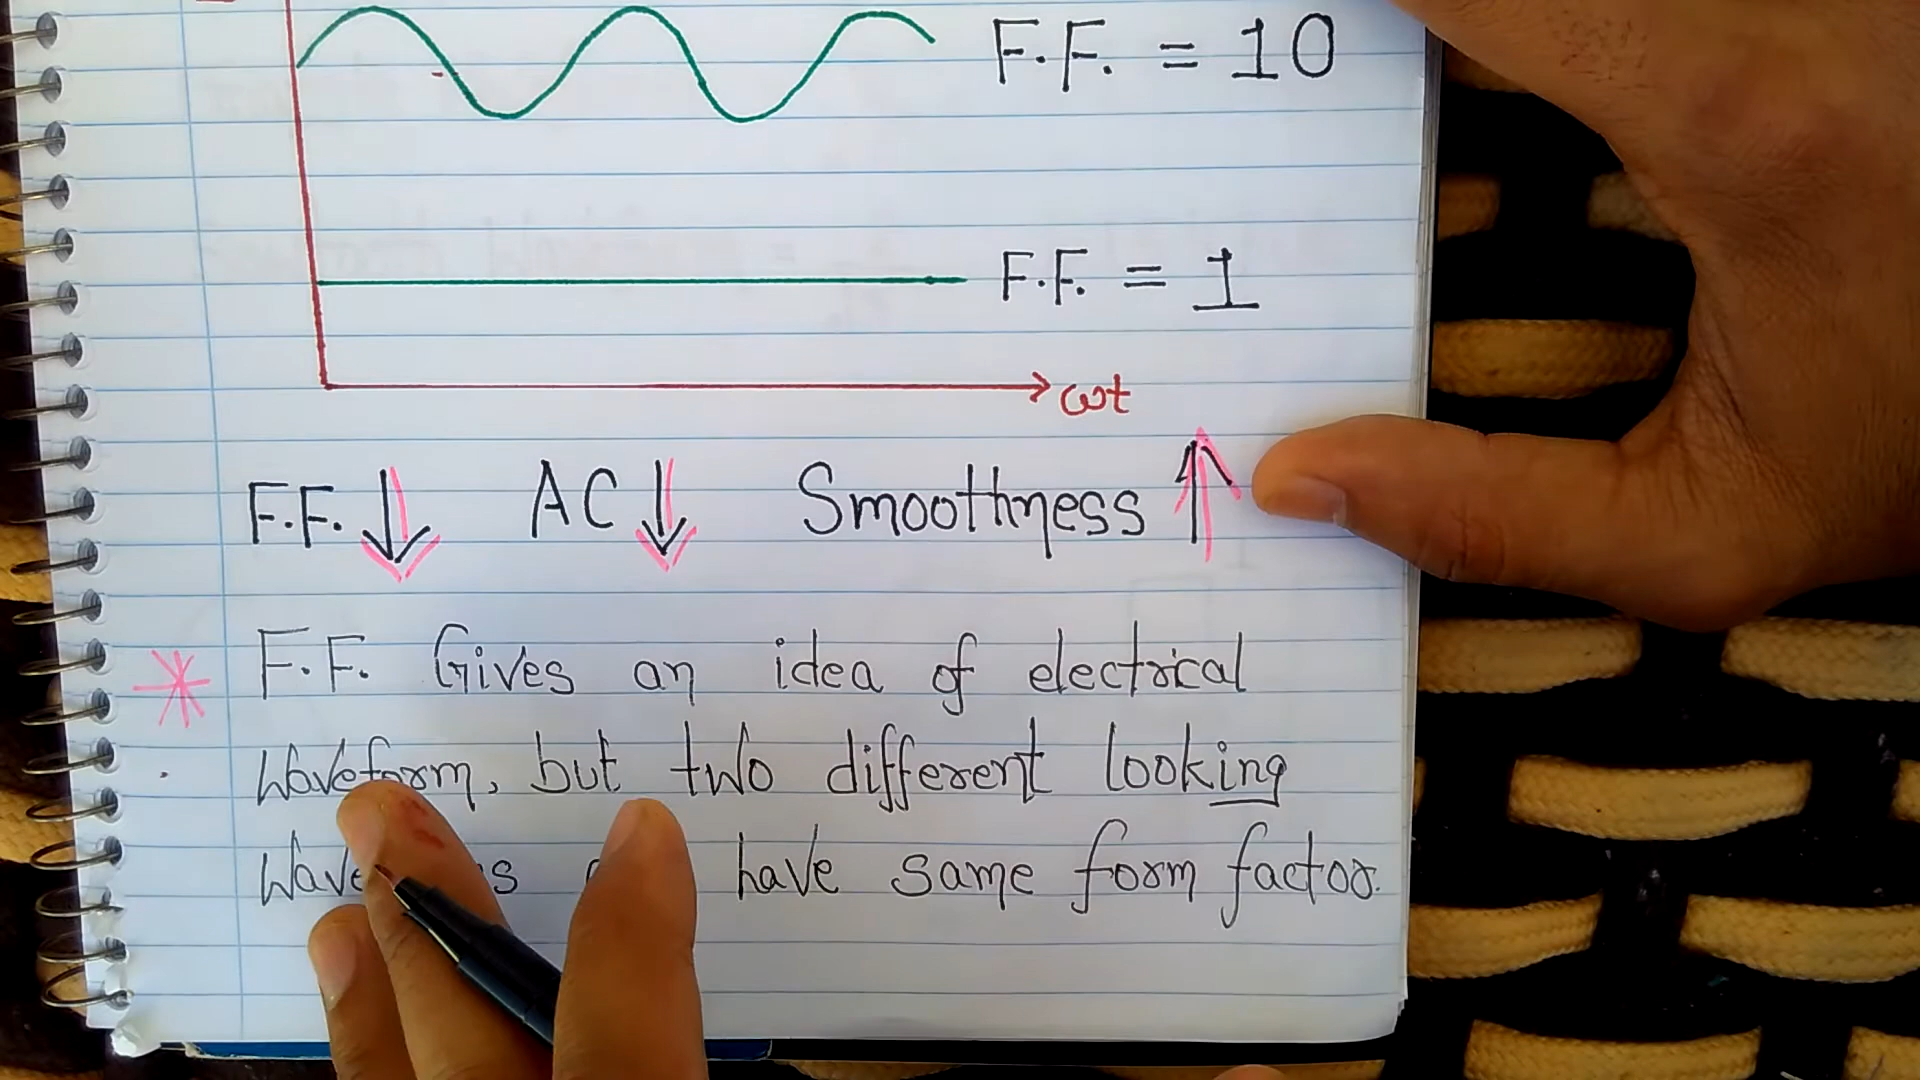 F.F. = 10
F.F. = 1
ωt
F.F. ↓ AC ↓ Smoothness ↑
* F.F. Gives an idea of electrical
Waveform, but two different looking
have same form factor.